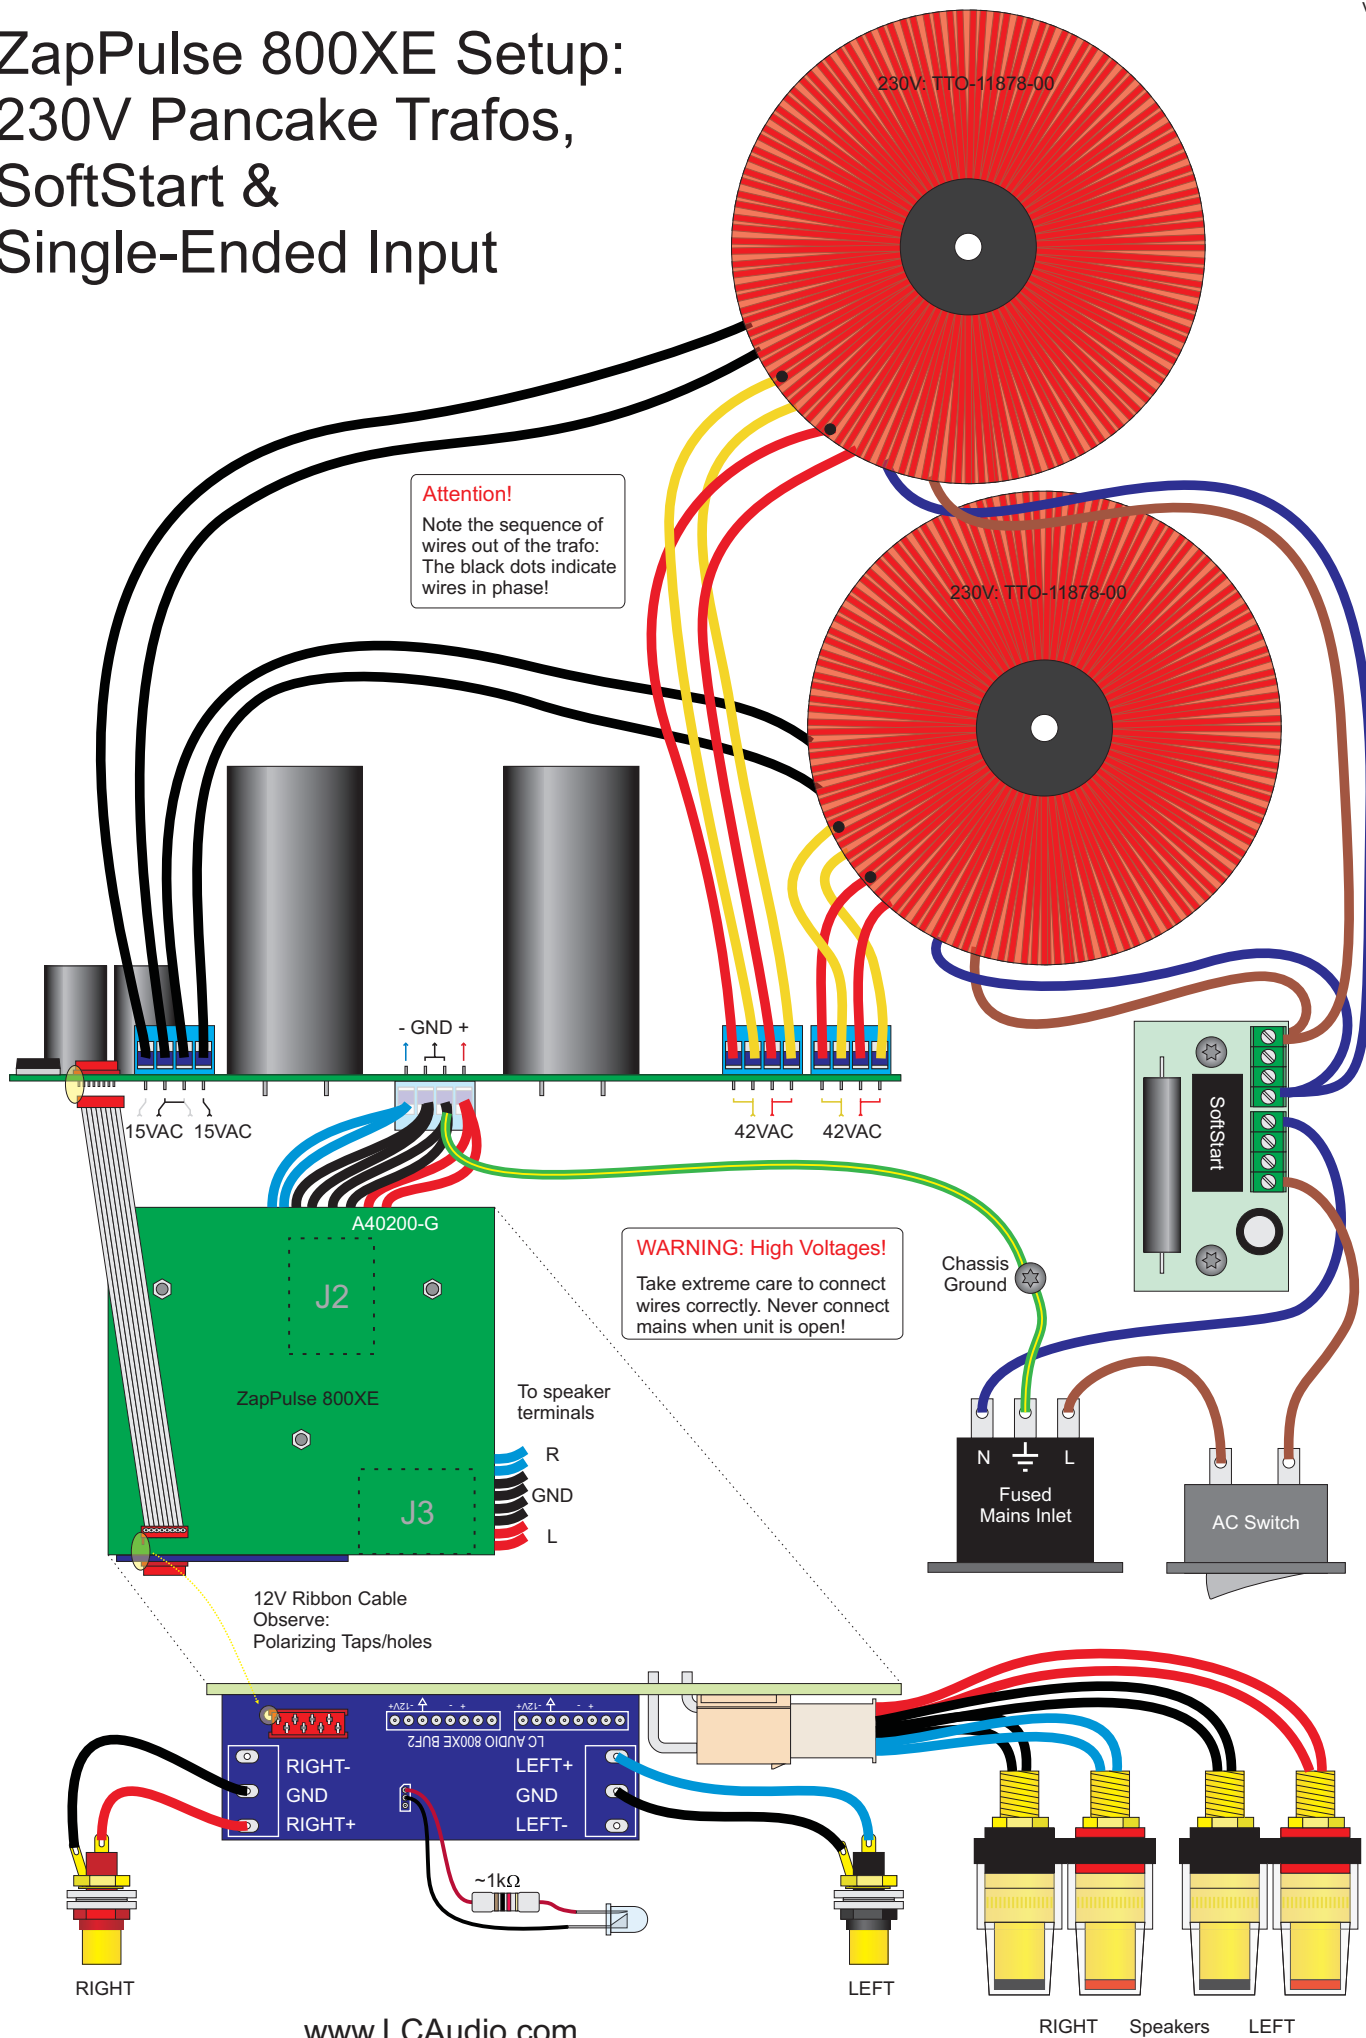 ZapPulse 800XE Setup:
230V Pancake Trafos,
SoftStart &
Single-Ended Input
230V: TTO-11878-00
Attention!
Note the sequence of
wires out of the trafo:
The black dots indicate
wires in phase!
230V: TTO-11878-00
- GND +
15VAC 15VAC
42VAC 42VAC
SoftStart
A40200-G
J2
WARNING: High Voltages!
Take extreme care to connect
wires correctly. Never connect
mains when unit is open!
Chassis
Ground
ZapPulse 800XE
To speaker
terminals
R
GND
L
J3
N L
Fused
Mains Inlet
AC Switch
12V Ribbon Cable
Observe:
Polarizing Taps/holes
+12V- - +
+12V- - +
LC AUDIO 800XE BUF2
RIGHT-
GND
RIGHT+
LEFT+
GND
LEFT-
~1kΩ
RIGHT
LEFT
RIGHT Speakers LEFT
www.LCAudio.com